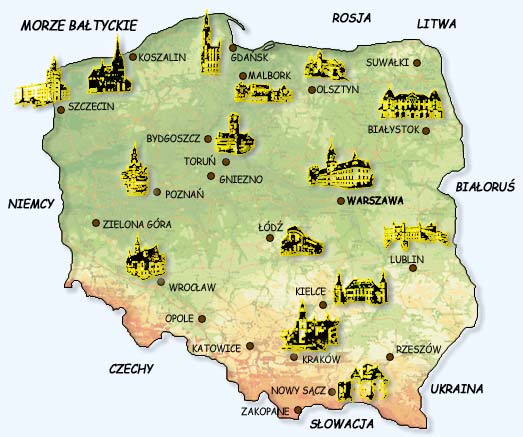 MORZE BAŁTYCKIE
ROSJA
LITWA
KOSZALIN
GDAŃSK
SUWAŁKI
MALBORK
OLSZTYN
SZCZECIN
BYDGOSZCZ
BIAŁYSTOK
TORUŃ
GNIEZNO
BIAŁORUŚ
POZNAŃ
NIEMCY
WARSZAWA
ZIELONA GÓRA
ŁÓDŹ
LUBLIN
WROCŁAW
KIELCE
OPOLE
KATOWICE
KRAKÓW
RZESZÓW
CZECHY
NOWY SĄCZ
UKRAINA
ZAKOPANE
SŁOWACJA